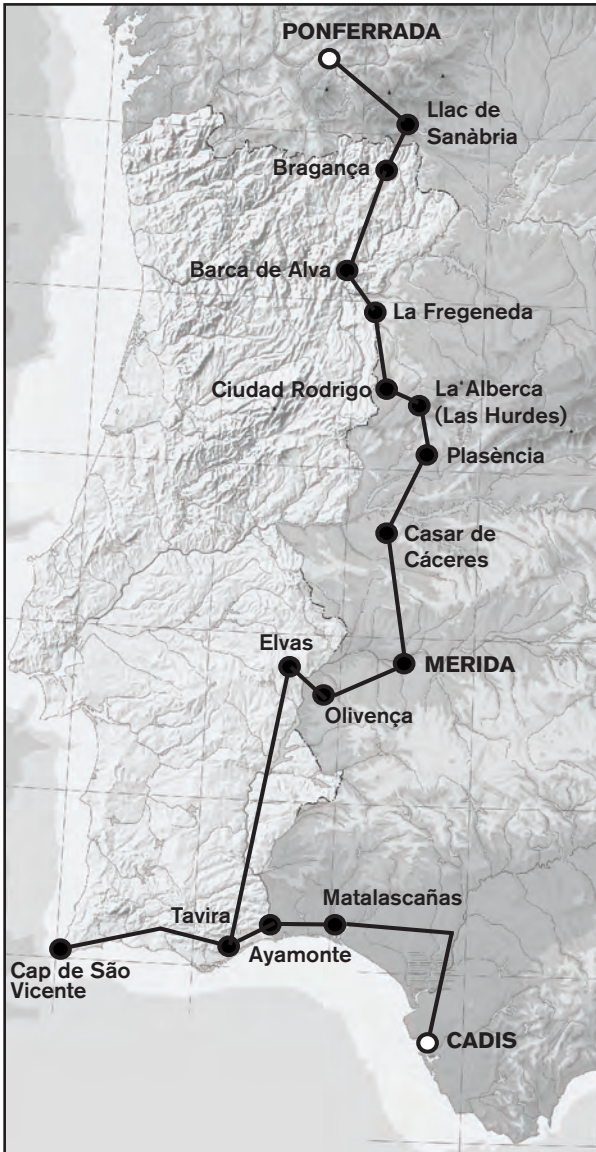 PONFERRADA
Llac de
Sanàbria
Bragança
Barca de Alva
La Fregeneda
Ciudad Rodrigo
La Alberca
(Las Hurdes)
Plasència
Casar de
Cáceres
Elvas
MERIDA
Olivença
Matalascañas
Tavira
Ayamonte
Cap de São
Vicente
CADIS